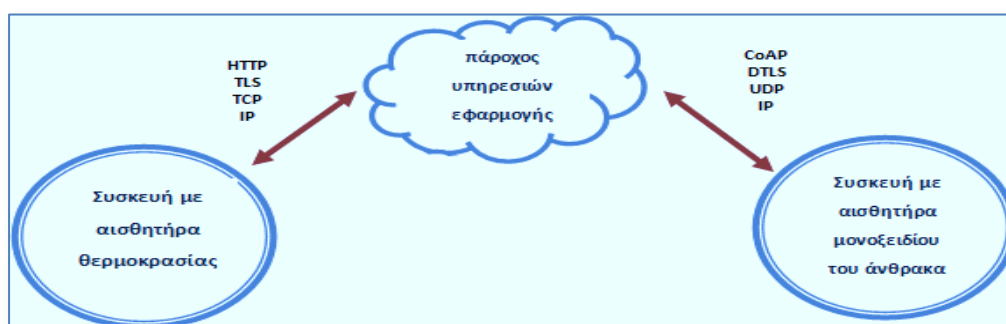 πάροχος
υπηρεσιών
εφαρμογής
HTTP
TLS
TCP
IP
CoAP
DTLS
UDP
IP
Συσκευή με
αισθητήρα
θερμοκρασίας
Συσκευή με
αισθητήρα
μονοξειδίου
του άνθρακα